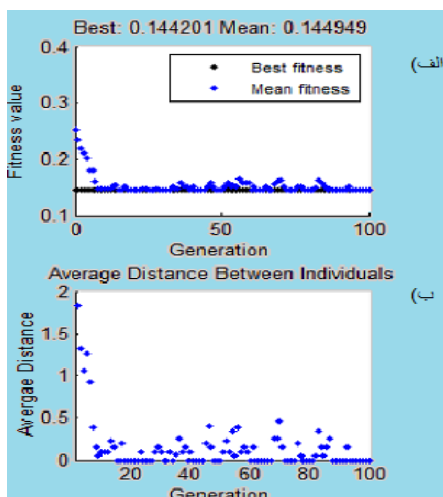 Best: 0.144201 Mean: 0.144949
0.4
0.3
0.2
0.1
Fitness value
Best fitness
Mean fitness
0
50
100
Generation
الف)
Average Distance Between Individuals
2
1.5
1
0.5
0
Avergae Distance
20
40
60
80
100
Generation
ب)